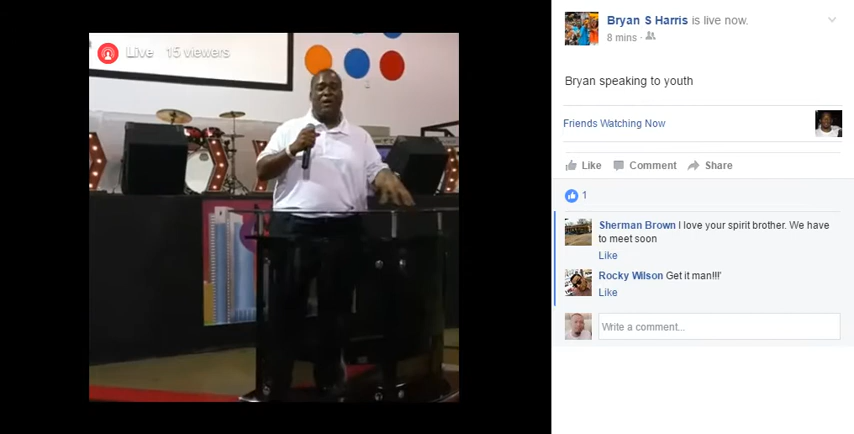 Live 15 viewers
Bryan S Harris is live now.
8 mins ·
Bryan speaking to youth
Friends Watching Now
Like Comment Share
1
Sherman Brown I love your spirit brother. We have
to meet soon
Like
Rocky Wilson Get it man!!!'
Like
Write a comment...